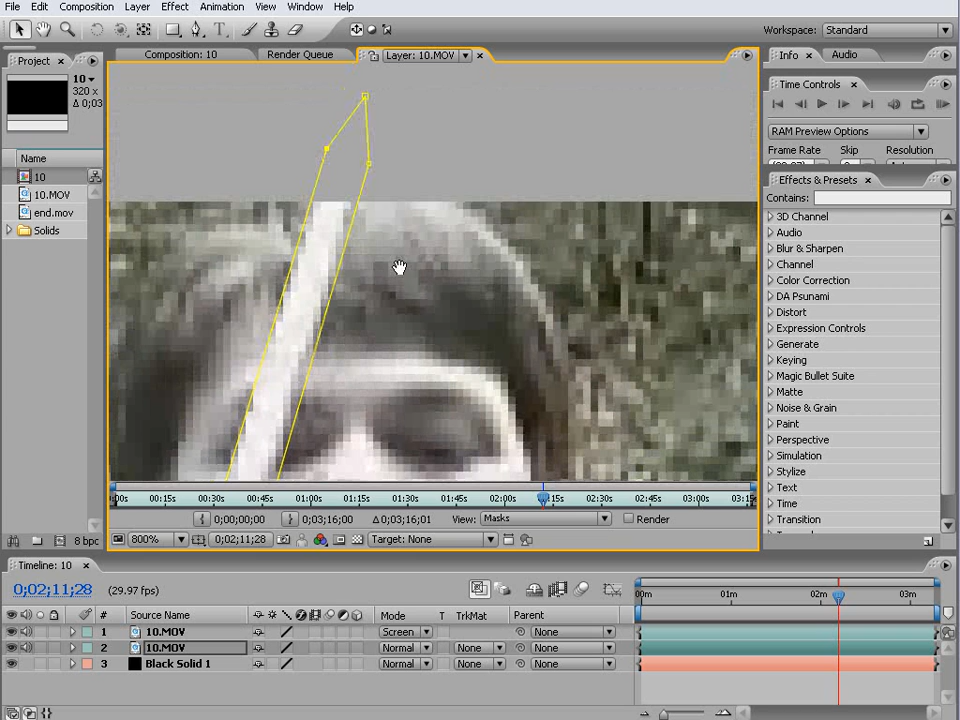 File Edit Composition Layer Effect Animation View Window Help
Workspace: Standard
Project
10
320 x
Δ 0;03
Name
10
10.MOV
end.mov
Solids
8 bpc
Composition: 10 Render Queue Layer: 10.MOV
00:15s 00:30s 00:45s 01:00s 01:15s 01:30s 01:45s 02:00s :15s 02:30s 02:45s 03:00s 03:15
0;00;00;00 0;03;16;00 Δ 0;03;16;01 View: Masks Render
800% 0;02;11;28 Target: None
Info Audio
Time Controls
RAM Preview Options
Frame Rate Skip Resolution
Effects & Presets
Contains:
3D Channel
Audio
Blur & Sharpen
Channel
Color Correction
DA Psunami
Distort
Expression Controls
Generate
Keying
Magic Bullet Suite
Matte
Noise & Grain
Paint
Perspective
Simulation
Stylize
Text
Time
Transition
Timeline: 10
0;02;11;28 (29.97 fps)
:00m 01m 02m 03m
# Source Name Mode T TrkMat Parent
1 10.MOV Screen None
2 10.MOV Normal None None
3 Black Solid 1 Normal None None